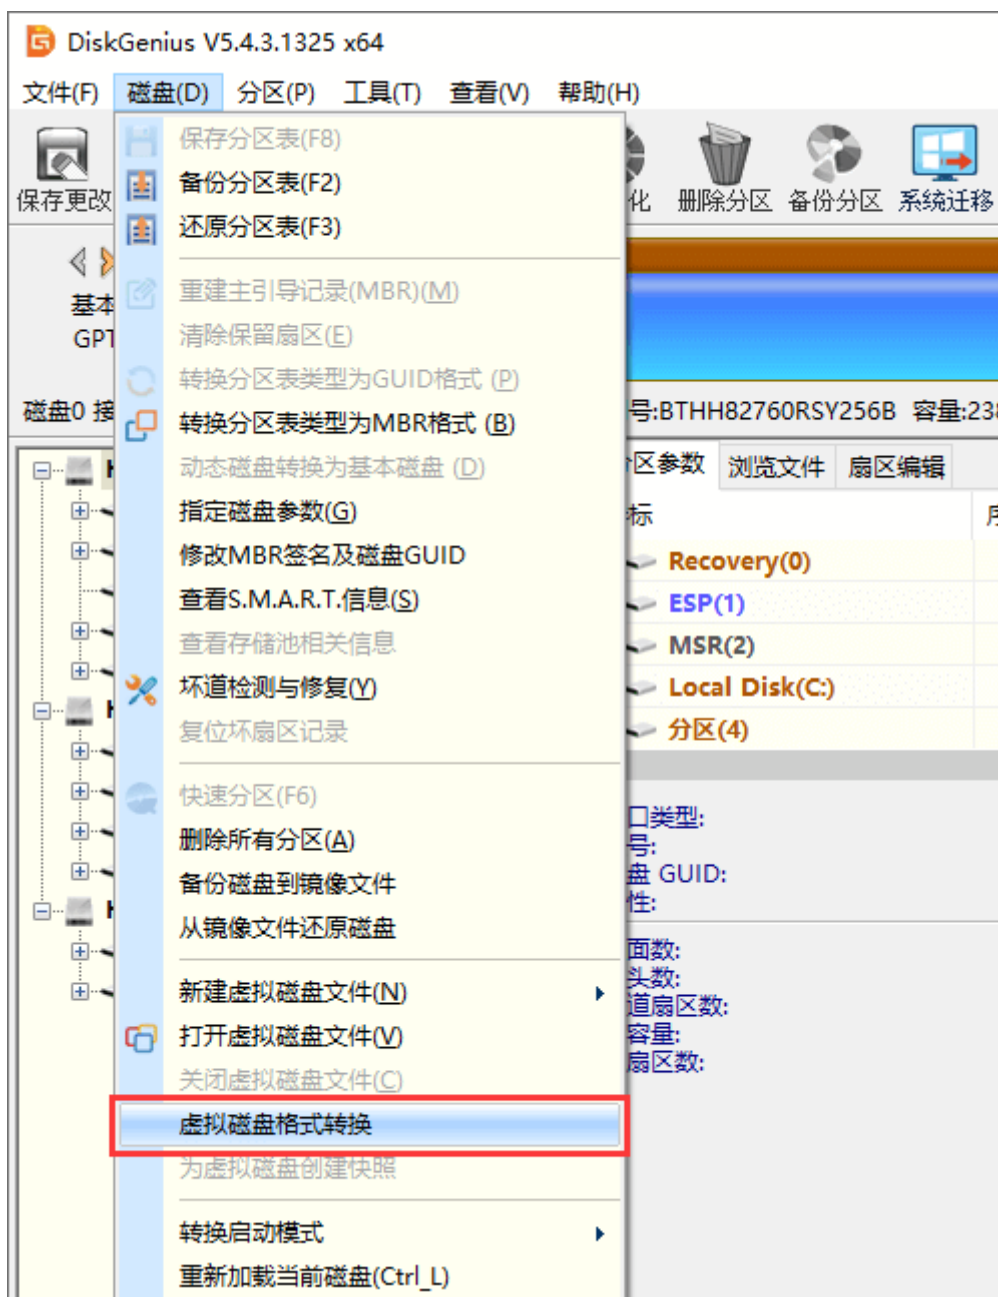 DiskGenius V5.4.3.1325 x64
文件(F) 磁盘(D) 分区(P) 工具(T) 查看(V) 帮助(H)
保存更改 化 删除分区 备份分区 系统迁移
保存分区表(F8)
备份分区表(F2)
还原分区表(F3)
基本
GPT
重建主引导记录(MBR)(M)
清除保留扇区(E)
转换分区表类型为GUID格式 (P)
磁盘0 接 号:BTHH82760RSY256B 容量:238
转换分区表类型为MBR格式 (B)
动态磁盘转换为基本磁盘 (D)
指定磁盘参数(G)
修改MBR签名及磁盘GUID
查看S.M.A.R.T.信息(S)
查看存储池相关信息
坏道检测与修复(Y)
复位坏扇区记录
快速分区(F6)
删除所有分区(A)
备份磁盘到镜像文件
从镜像文件还原磁盘
新建虚拟磁盘文件(N)
打开虚拟磁盘文件(V)
关闭虚拟磁盘文件(C)
虚拟磁盘格式转换
为虚拟磁盘创建快照
转换启动模式
重新加载当前磁盘(Ctrl_L)
区参数 浏览文件 扇区编辑
标
Recovery(0)
ESP(1)
MSR(2)
Local Disk(C:)
分区(4)
口类型:
号:
盘 GUID:
性:
面数:
头数:
道扇区数:
容量:
扇区数: